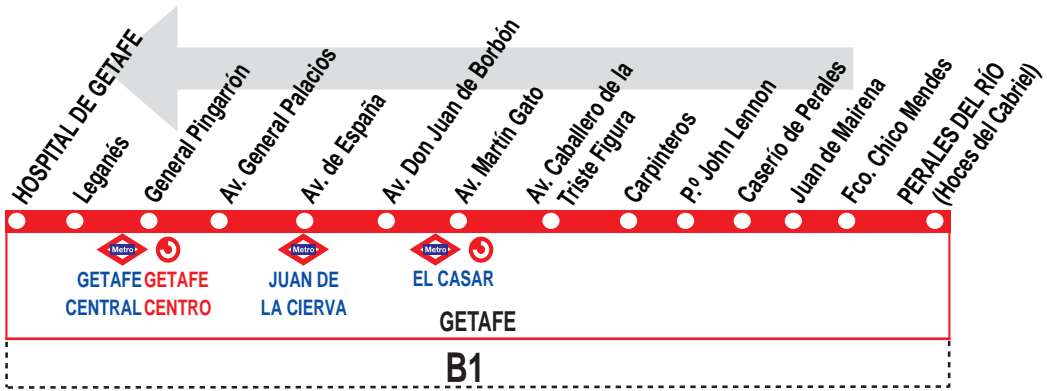 HOSPITAL DE GETAFE
Leganés
General Pingarrón
Av. General Palacios
Av. de España
Av. Don Juan de Borbón
Av. Martín Gato
Av. Caballero de la
Triste Figura
Carpinteros
P.º John Lennon
Caserío de Perales
Juan de Mairena
Fco. Chico Mendes
PERALES DEL RÍO
(Hoces del Cabriel)
Metro
GETAFE
CENTRAL
GETAFE
CENTRO
Metro
JUAN DE
LA CIERVA
Metro
EL CASAR
GETAFE
B1